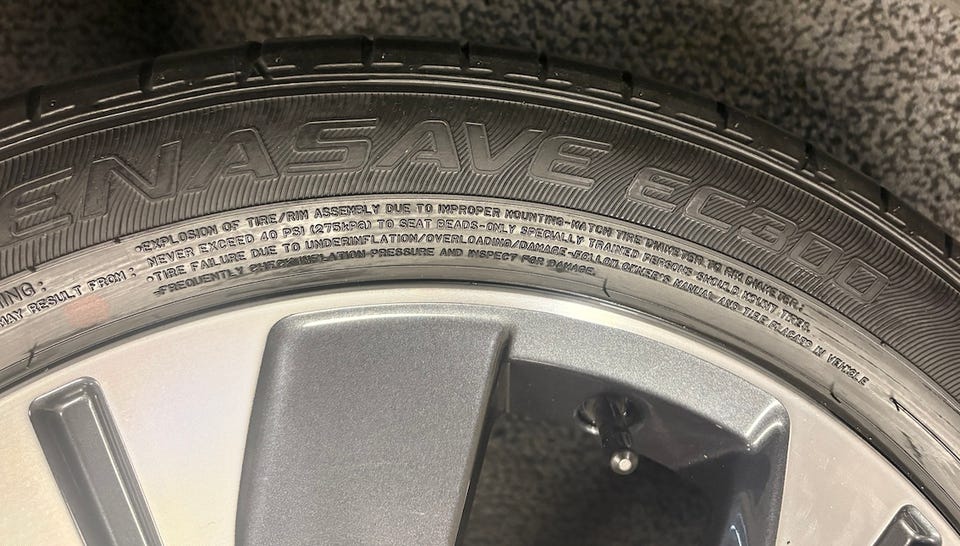 ENASAVE EC300
•EXPLOSION OF TIRE/RIM ASSEMBLY DUE TO IMPROPER MOUNTING-MATCH TIRE DIAMETER TO RIM DIAMETER:
NING: NEVER EXCEED 40 PSI (275kPa) TO SEAT BEADS-ONLY SPECIALLY TRAINED PERSONS SHOULD MOUNT TIRES.
MAY RESULT FROM: •TIRE FAILURE DUE TO UNDERINFLATION/OVERLOADING/DAMAGE-FOLLOW OWNER'S MANUAL AND TIRE PLACARD IN VEHICLE
-FREQUENTLY CHECK INFLATION PRESSURE AND INSPECT FOR DAMAGE.